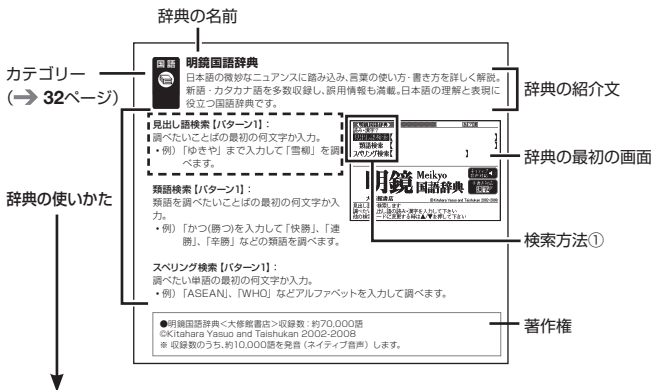 辞典の名前
カテゴリー
(→ 32ページ)
国語
明鏡国語辞典
日本語の微妙なニュアンスに踏み込み、言葉の使い方・書き方を詳しく解説。
新語・カタカナ語を多数収録し、誤用情報も満載。日本語の理解と表現に
役立つ国語辞典です。
辞典の紹介文
見出し語検索【パターン1】:
調べたいことばの最初の何文字か入力。
・例)「ゆきや」まで入力して「雪柳」を調
べます。
類語検索
スペリング検索
明鏡 Meikyo
国語辞典
©Kitahara Yasuo and Taishukan 2002-2008
辞典の最初の画面
辞典の使いかた
類語検索【パターン1】:
類語を調べたいことばの最初の何文字か入
力。
・例)「かつ(勝つ)を入力して「快勝」、「連
勝」、「辛勝」などの類語を調べます。
検索方法①
スペリング検索【パターン1】:
調べたい単語の最初の何文字か入力。
・例)「ASEAN」、「WHO」などアルファベットを入力して調べます。
●明鏡国語辞典<大修館書店>収録数:約70,000語
©Kitahara Yasuo and Taishukan 2002-2008
※ 収録数のうち、約10,000語を発音(ネイティブ音声)します。
著作権